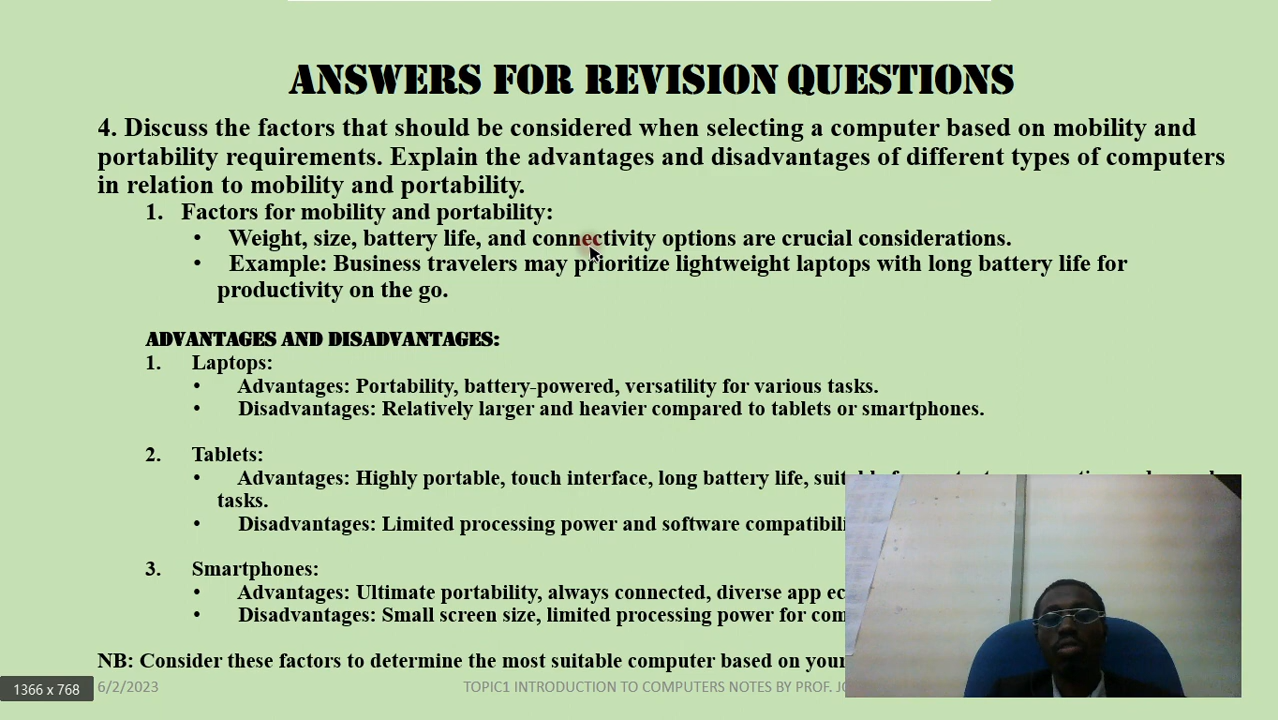 ANSWERS FOR REVISION QUESTIONS
4. Discuss the factors that should be considered when selecting a computer based on mobility and
portability requirements. Explain the advantages and disadvantages of different types of computers
in relation to mobility and portability.
1. Factors for mobility and portability:
• Weight, size, battery life, and connectivity options are crucial considerations.
• Example: Business travelers may prioritize lightweight laptops with long battery life for
productivity on the go.
ADVANTAGES AND DISADVANTAGES:
1. Laptops:
• Advantages: Portability, battery-powered, versatility for various tasks.
• Disadvantages: Relatively larger and heavier compared to tablets or smartphones.
2. Tablets:
• Advantages: Highly portable, touch interface, long battery life,
tasks.
• Disadvantages: Limited processing power and software
3. Smartphones:
• Advantages: Ultimate portability, always connected, diverse app
• Disadvantages: Small screen size, limited processing power for
NB: Consider these factors to determine the most suitable computer based on your
1366 x 768
6/2/2023
TOPIC1 INTRODUCTION TO COMPUTERS NOTES BY PROF.